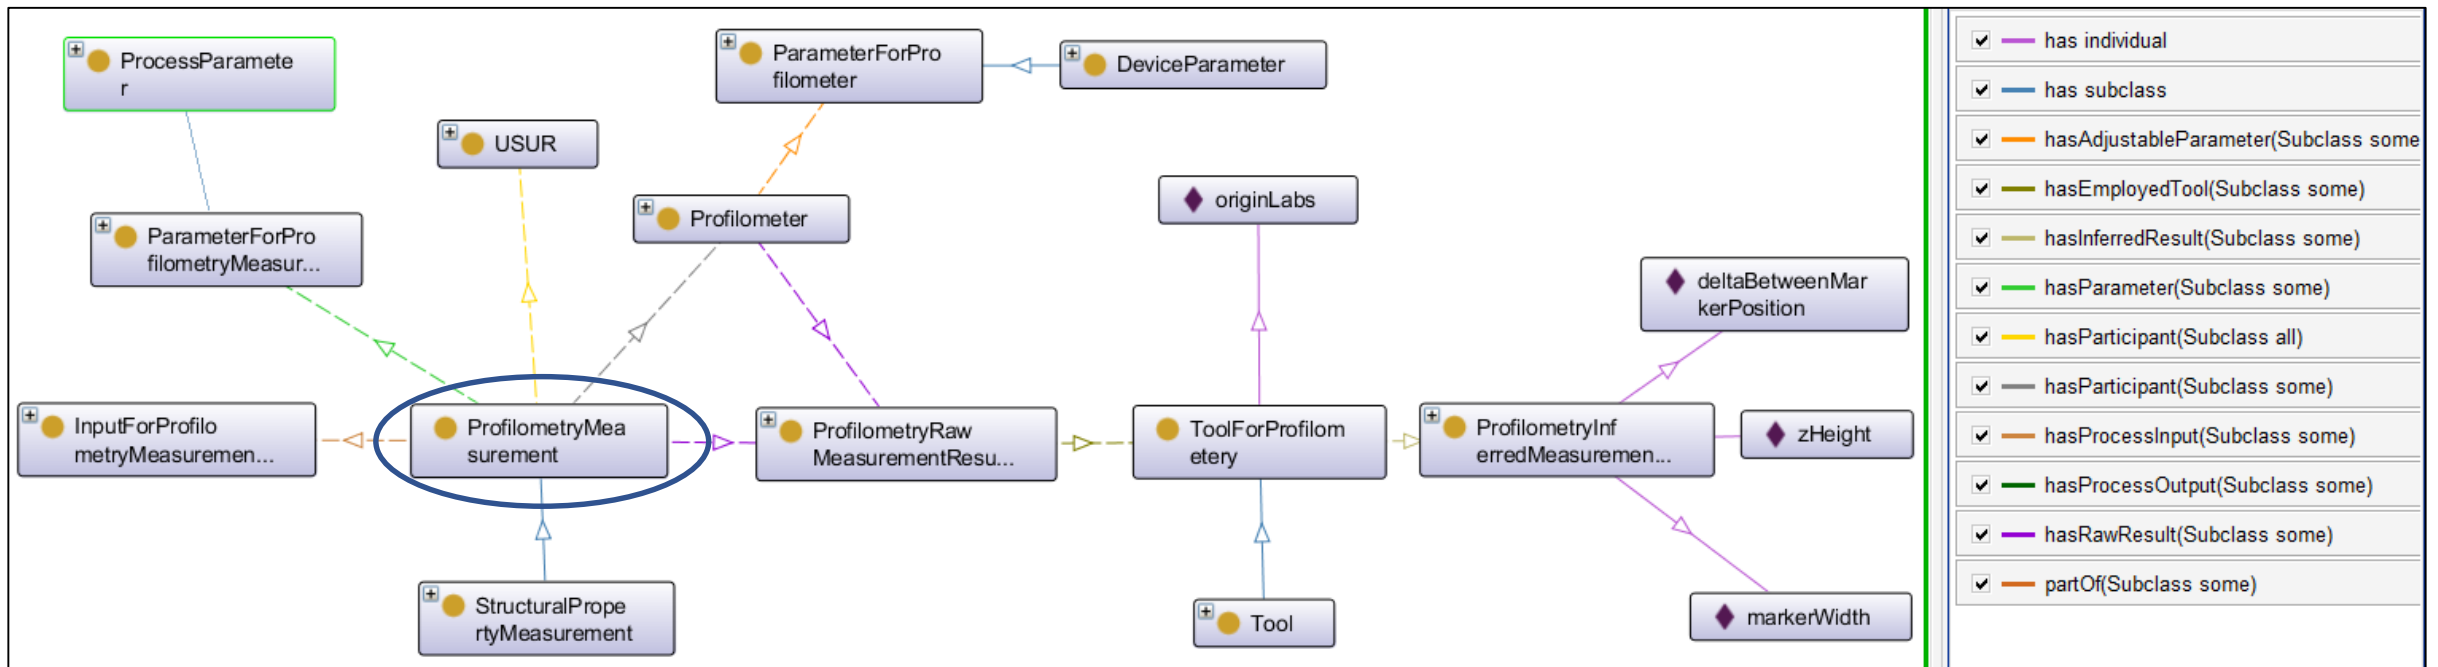 ProcessParamete
r
ParameterForPro
filometer
DeviceParameter
USUR
Profilometer
originLabs
ParameterForPro
filometryMeasur...
deltaBetweenMar
kerPosition
InputForProfilo
metryMeasuremen...
ProfilometryMea
surement
ProfilometryRaw
MeasurementResu...
ToolForProfilom
etery
ProfilometryInf
erredMeasuremen...
zHeight
StructuralPrope
rtyMeasurement
Tool
markerWidth
has individual
has subclass
hasAdjustableParameter(Subclass some
hasEmployedTool(Subclass some)
hasInferredResult(Subclass some)
hasParameter(Subclass some)
hasParticipant(Subclass all)
hasParticipant(Subclass some)
hasProcessInput(Subclass some)
hasProcessOutput(Subclass some)
hasRawResult(Subclass some)
partOf(Subclass some)